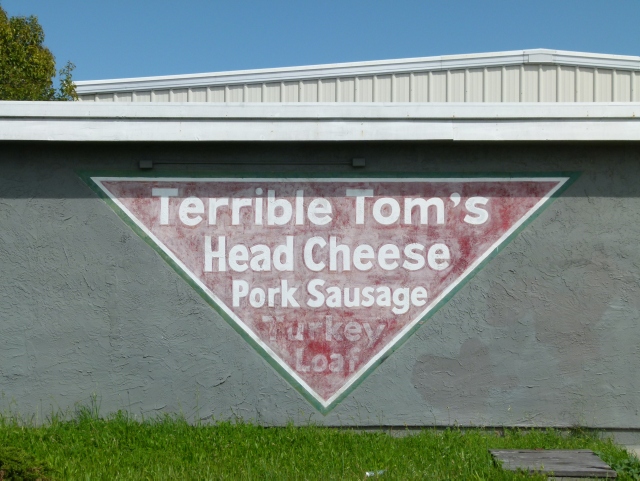 Terrible Tom's
Head Cheese
Pork Sausage
Turkey
Loaf